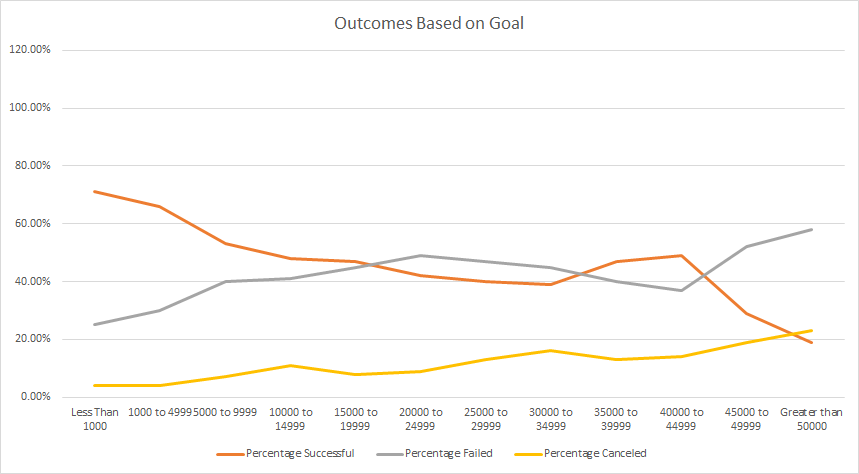 Outcomes Based on Goal
120.00%
100.00%
80.00%
60.00%
40.00%
20.00%
0.00%
Less Than 1000
1000 to 4999
5000 to 9999
10000 to 14999
15000 to 19999
20000 to 24999
25000 to 29999
30000 to 34999
35000 to 39999
40000 to 44999
45000 to 49999
Greater than 50000
Percentage Successful
Percentage Failed
Percentage Canceled